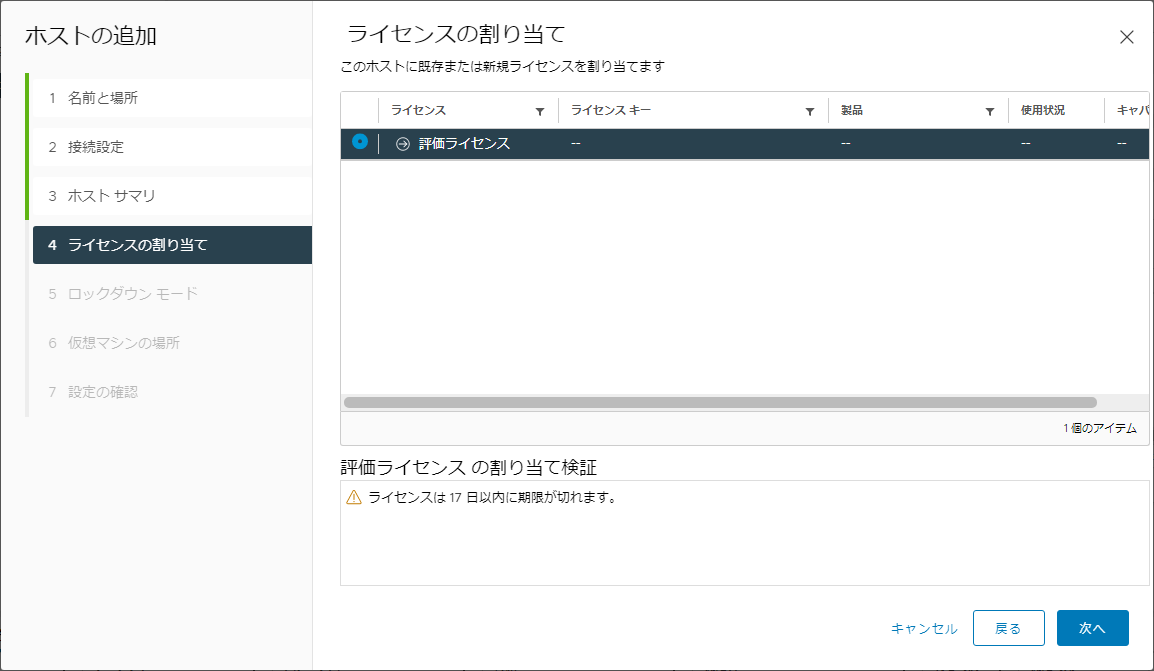 ホストの追加
1 名前と場所
2 接続設定
3 ホスト サマリ
4 ライセンスの割り当て
5 ロックダウン モード
6 仮想マシンの場所
7 設定の確認
ライセンスの割り当て
このホストに既存または新規ライセンスを割り当てます
ライセンス ライセンス キー 製品 使用状況 キャパ
評価ライセンス -- -- -- --
1 個のアイテム
評価ライセンス の割り当て検証
ライセンスは 17 日以内に期限が切れます。
キャンセル 戻る 次へ